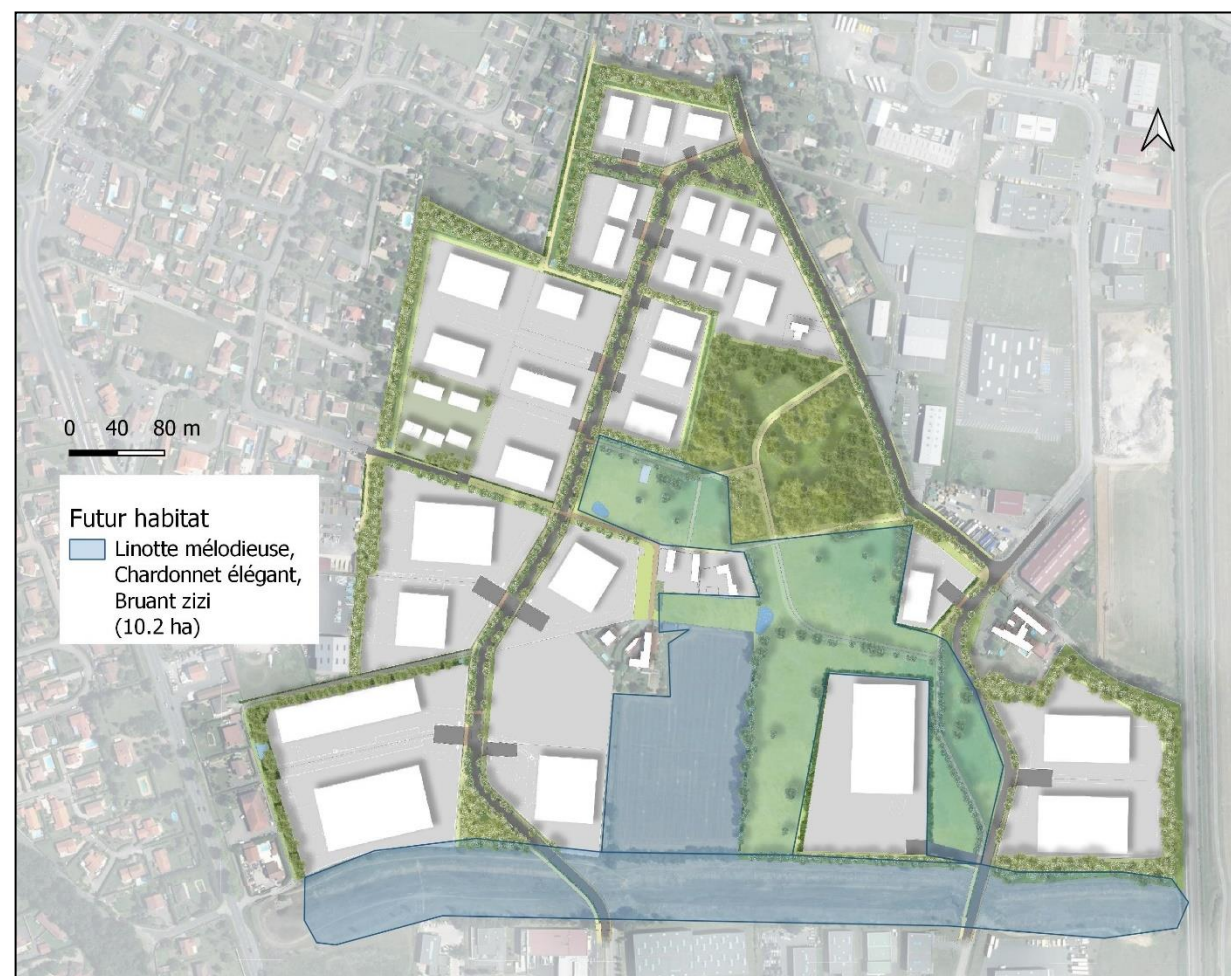 0 40 80 m
Futur habitat
Linotte mélodieuse,
Chardonnet élégant,
Bruant zizi
(10.2 ha)